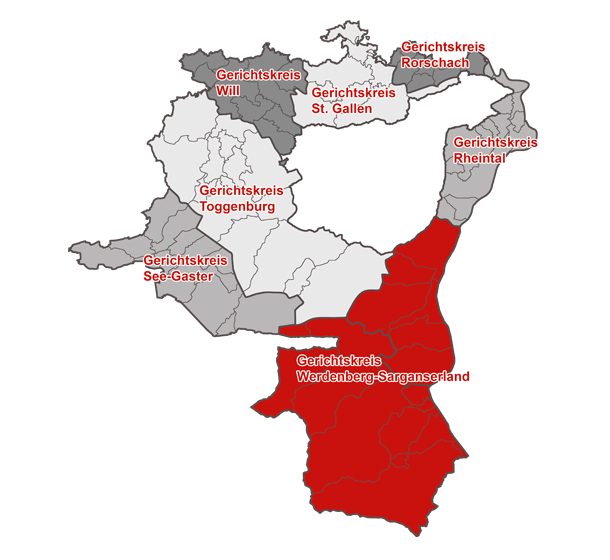 Gerichtskreis
Rorschach
Gerichtskreis
Will
Gerichtskreis
St. Gallen
Gerichtskreis
Rheintal
Gerichtskreis
Toggenburg
Gerichtskreis
See-Gaster
Gerichtskreis
Werdenberg-Sarganserland